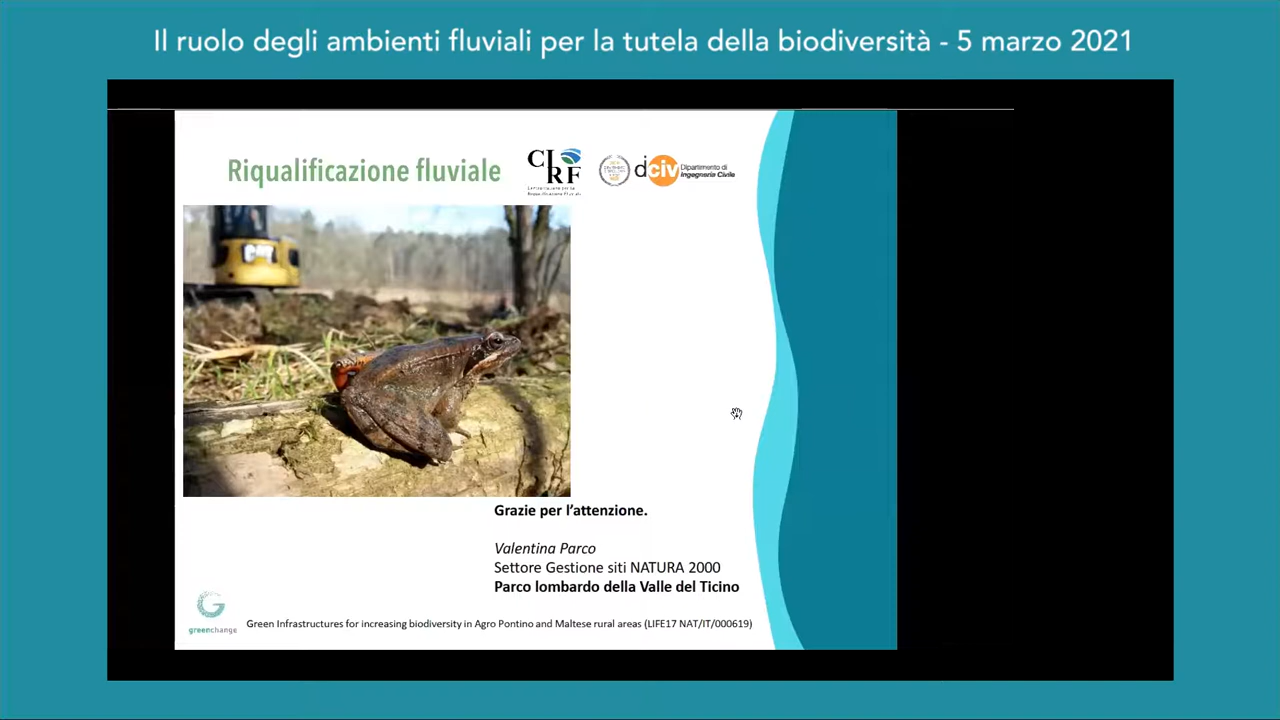 Il ruolo degli ambienti fluviali per la tutela della biodiversità - 5 marzo 2021
Riqualificazione fluviale
CIRF
dciv Dipartimento di
Ingegneria Civile
CAT
Grazie per l'attenzione.
Valentina Parco
Settore Gestione siti NATURA 2000
Parco lombardo della Valle del Ticino
greenchange
Green Infrastructures for increasing biodiversity in Agro Pontino and Maltese rural areas (LIFE17 NAT/IT/000619)